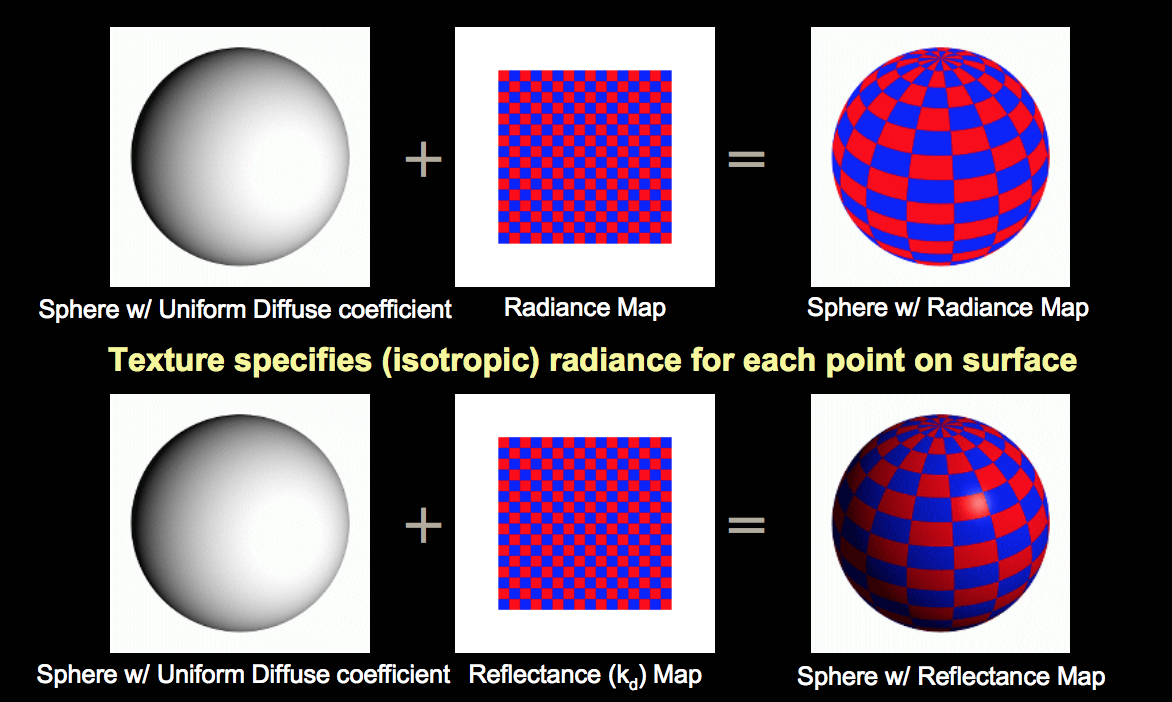 +
=
Sphere w/ Uniform Diffuse coefficient
Radiance Map
Sphere w/ Radiance Map
Texture specifies (isotropic) radiance for each point on surface
+
=
Sphere w/ Uniform Diffuse coefficient
Reflectance (kd) Map
Sphere w/ Reflectance Map